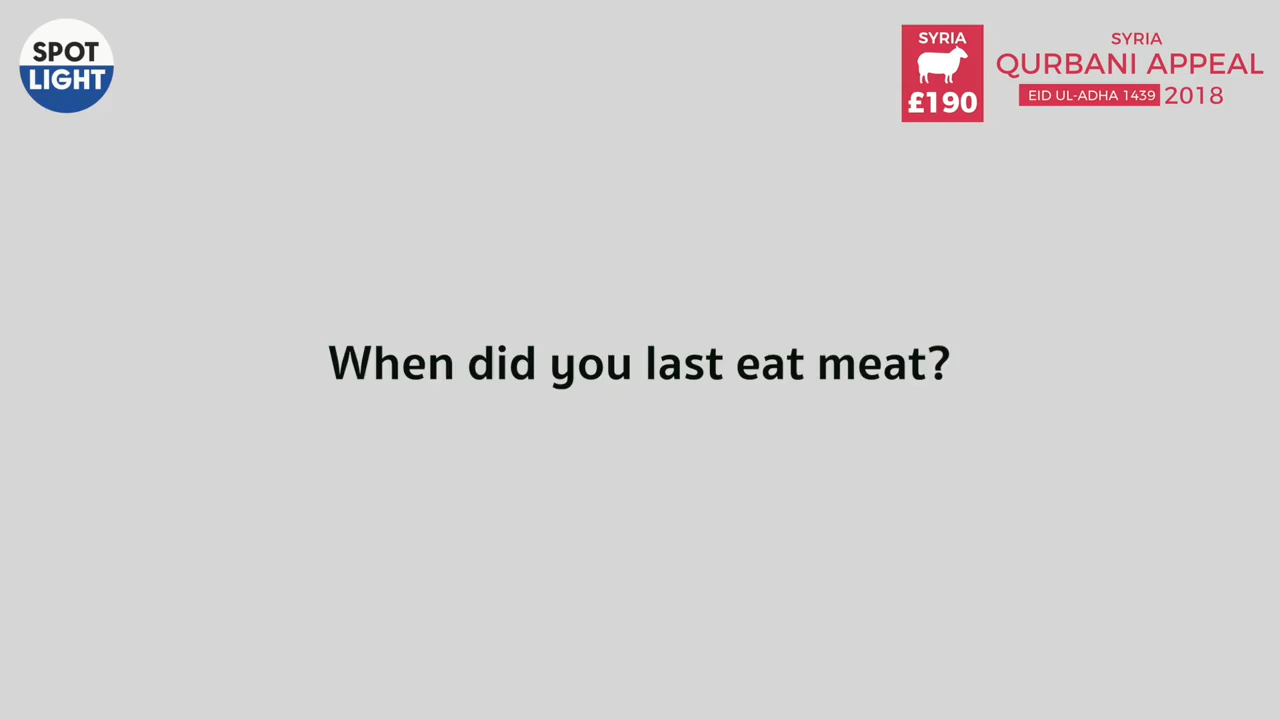 SPOT
LIGHT
SYRIA
£190
SYRIA
QURBANI APPEAL
EID UL-ADHA 1439 2018
When did you last eat meat?